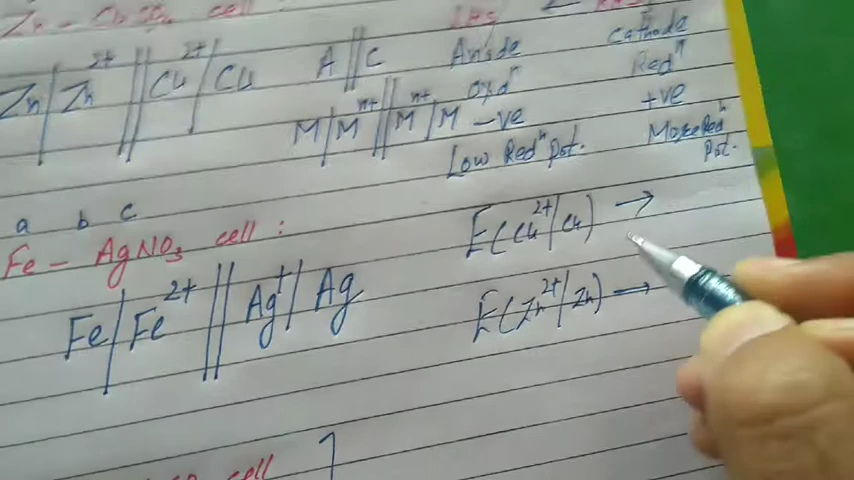 Zn - CuSO4 cell :
Zn | Zn2+ || Cu2+ | Cu
A || C
M | Mn+ || Mn+ | M
LHS
Anode
Oxdn
-ve
Low Redn pot.
Cathode
Redn
+ve
More Redn
Pot.
a b c
Fe - AgNO3 cell :
Fe | Fe2+ || Ag+ | Ag
E(Cu2+ | Cu) →
E(Zn2+ | Zn) →
cell